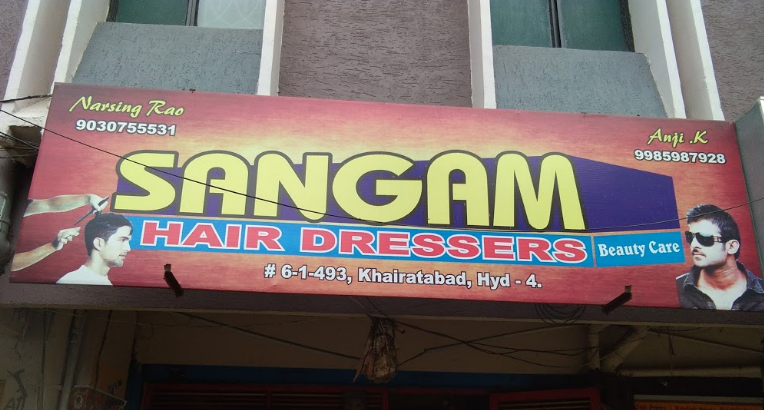 Narsing Rao
9030755531
Anji .K
9985987928
SANGAM
HAIR DRESSERS
Beauty Care
# 6-1-493, Khairatabad, Hyd - 4.